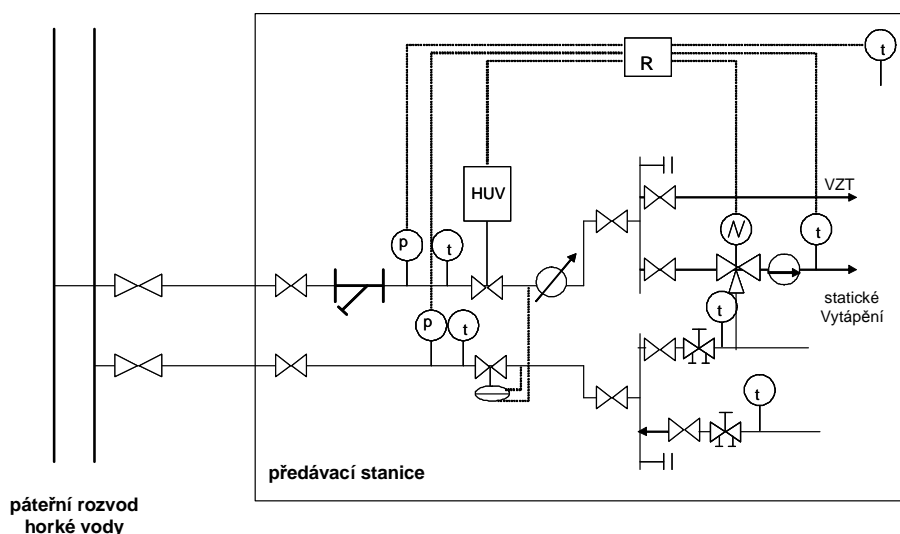 t
R
HUV
VZT
p
t
t
statické
Vytápění
t
p
t
t
předávací stanice
páteřní rozvod
horké vody